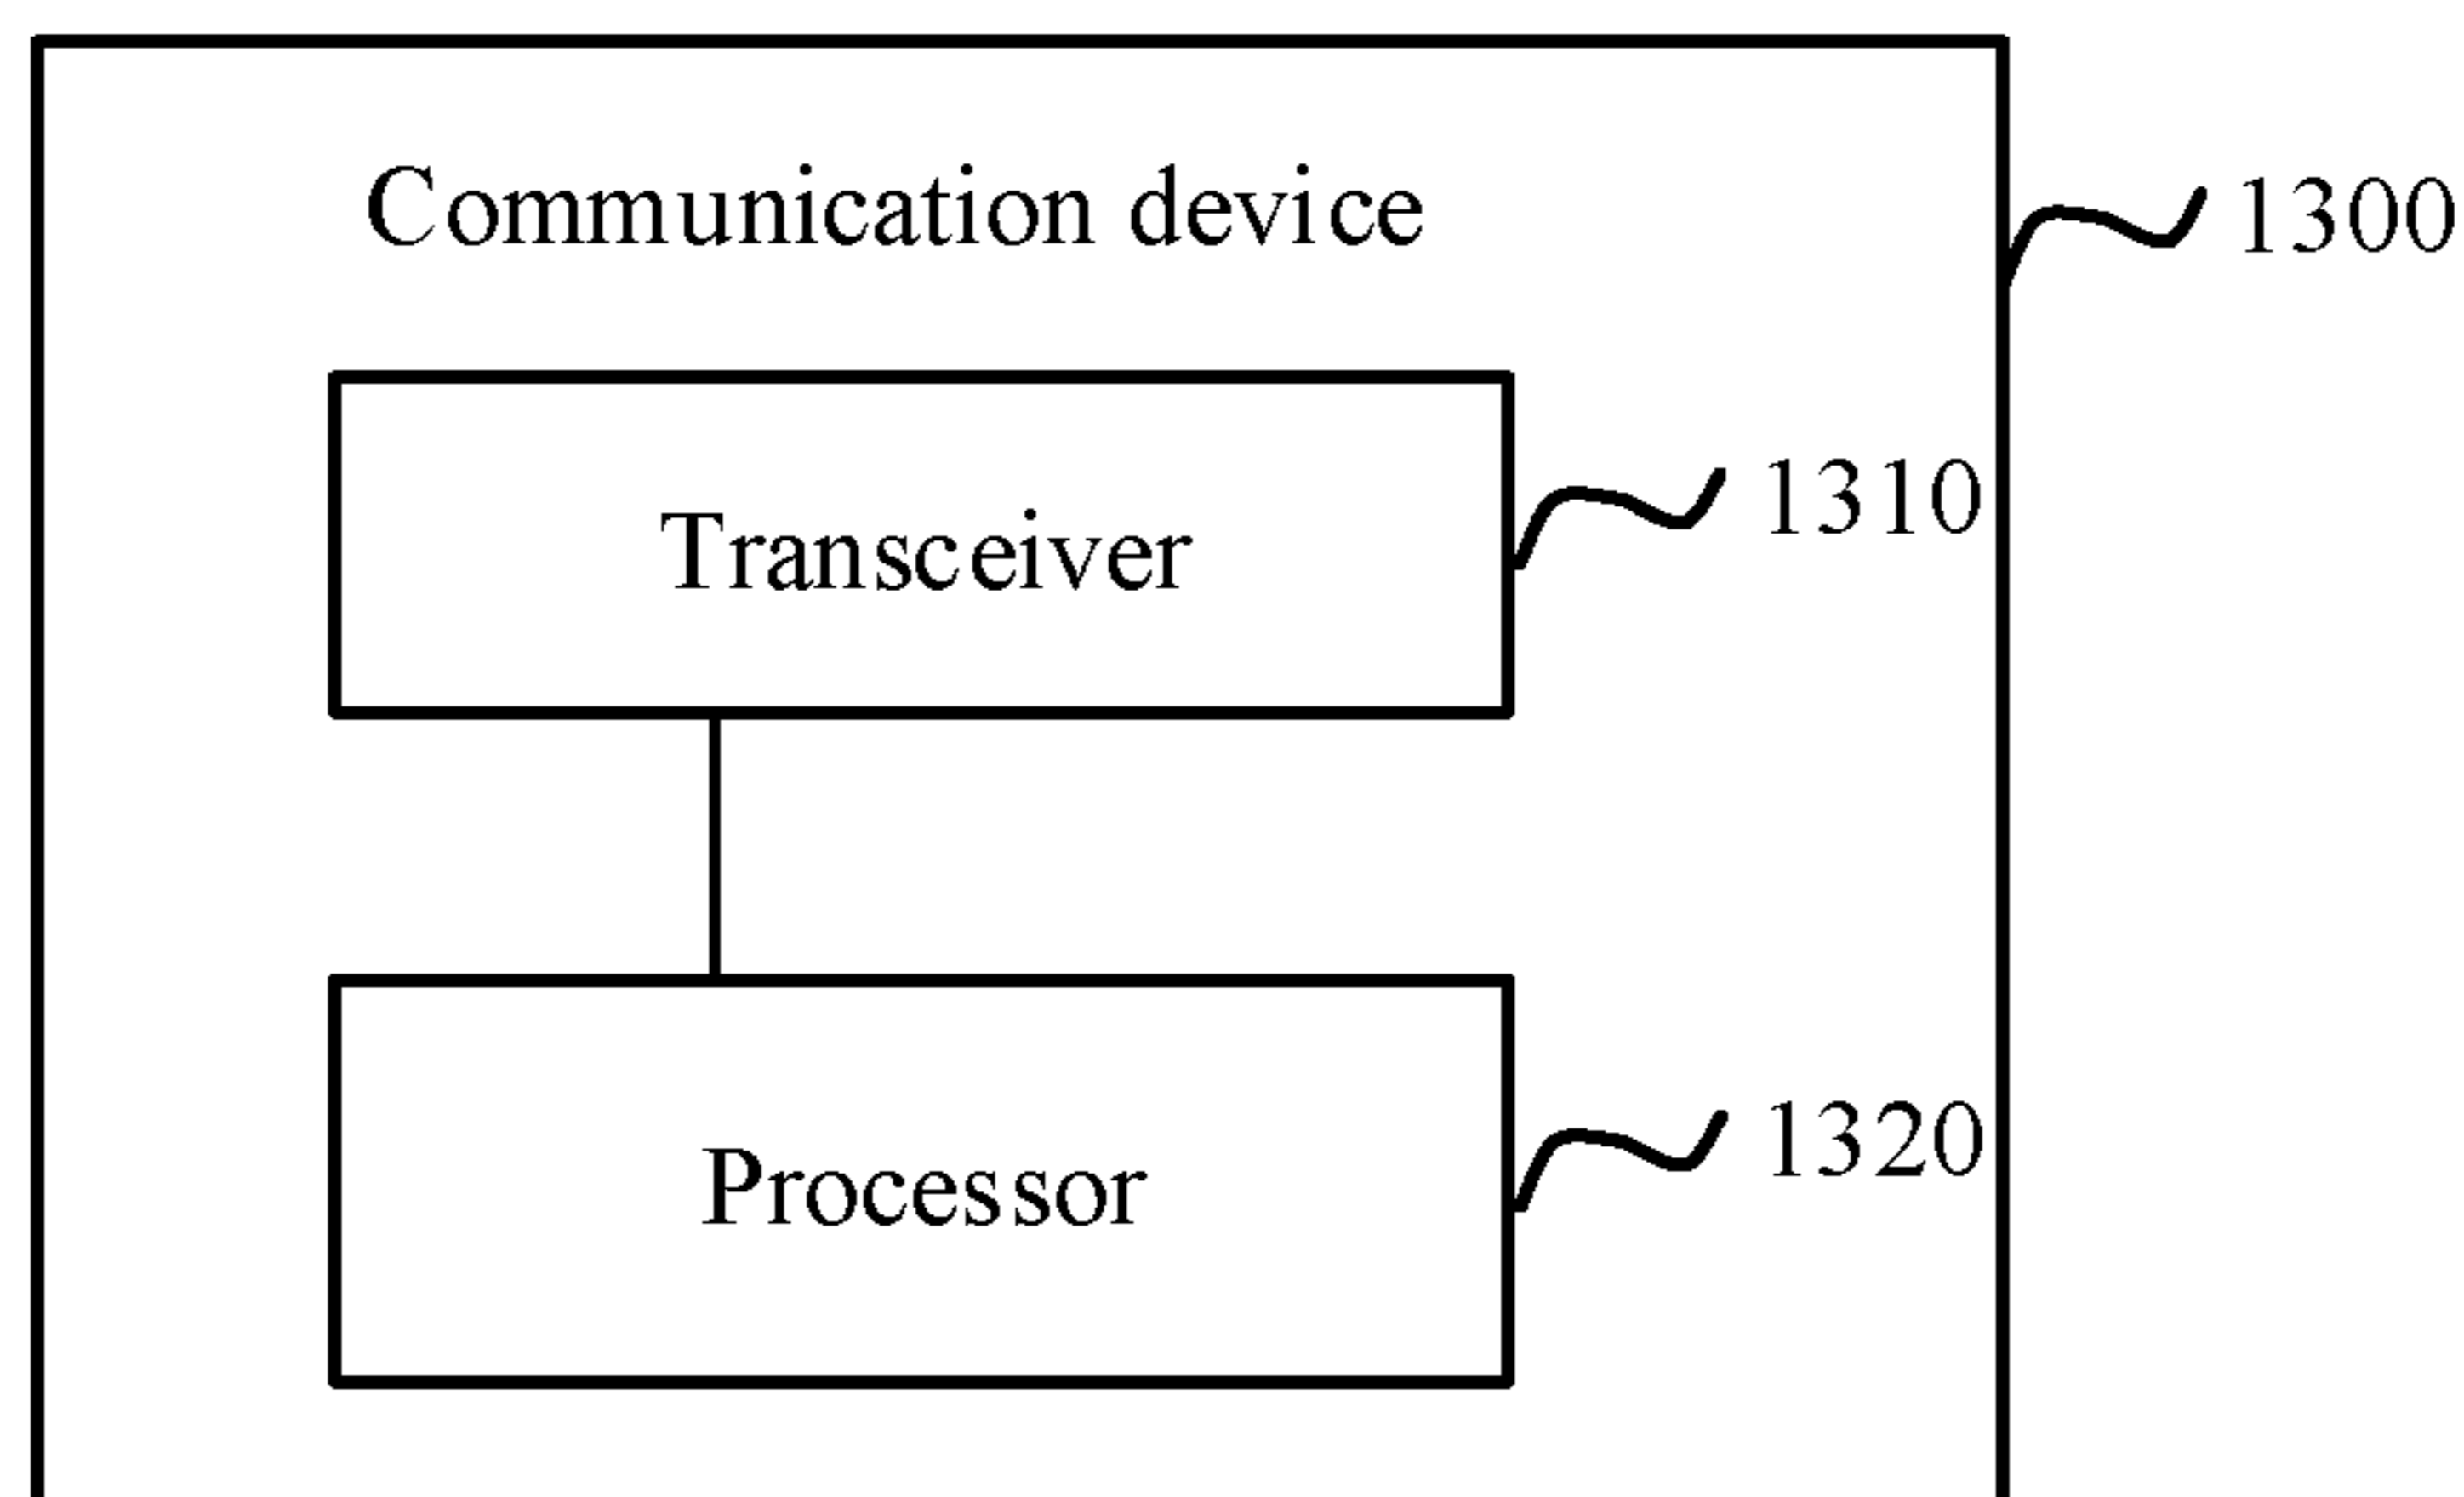 Communication device
1300
Transceiver
1310
Processor
1320